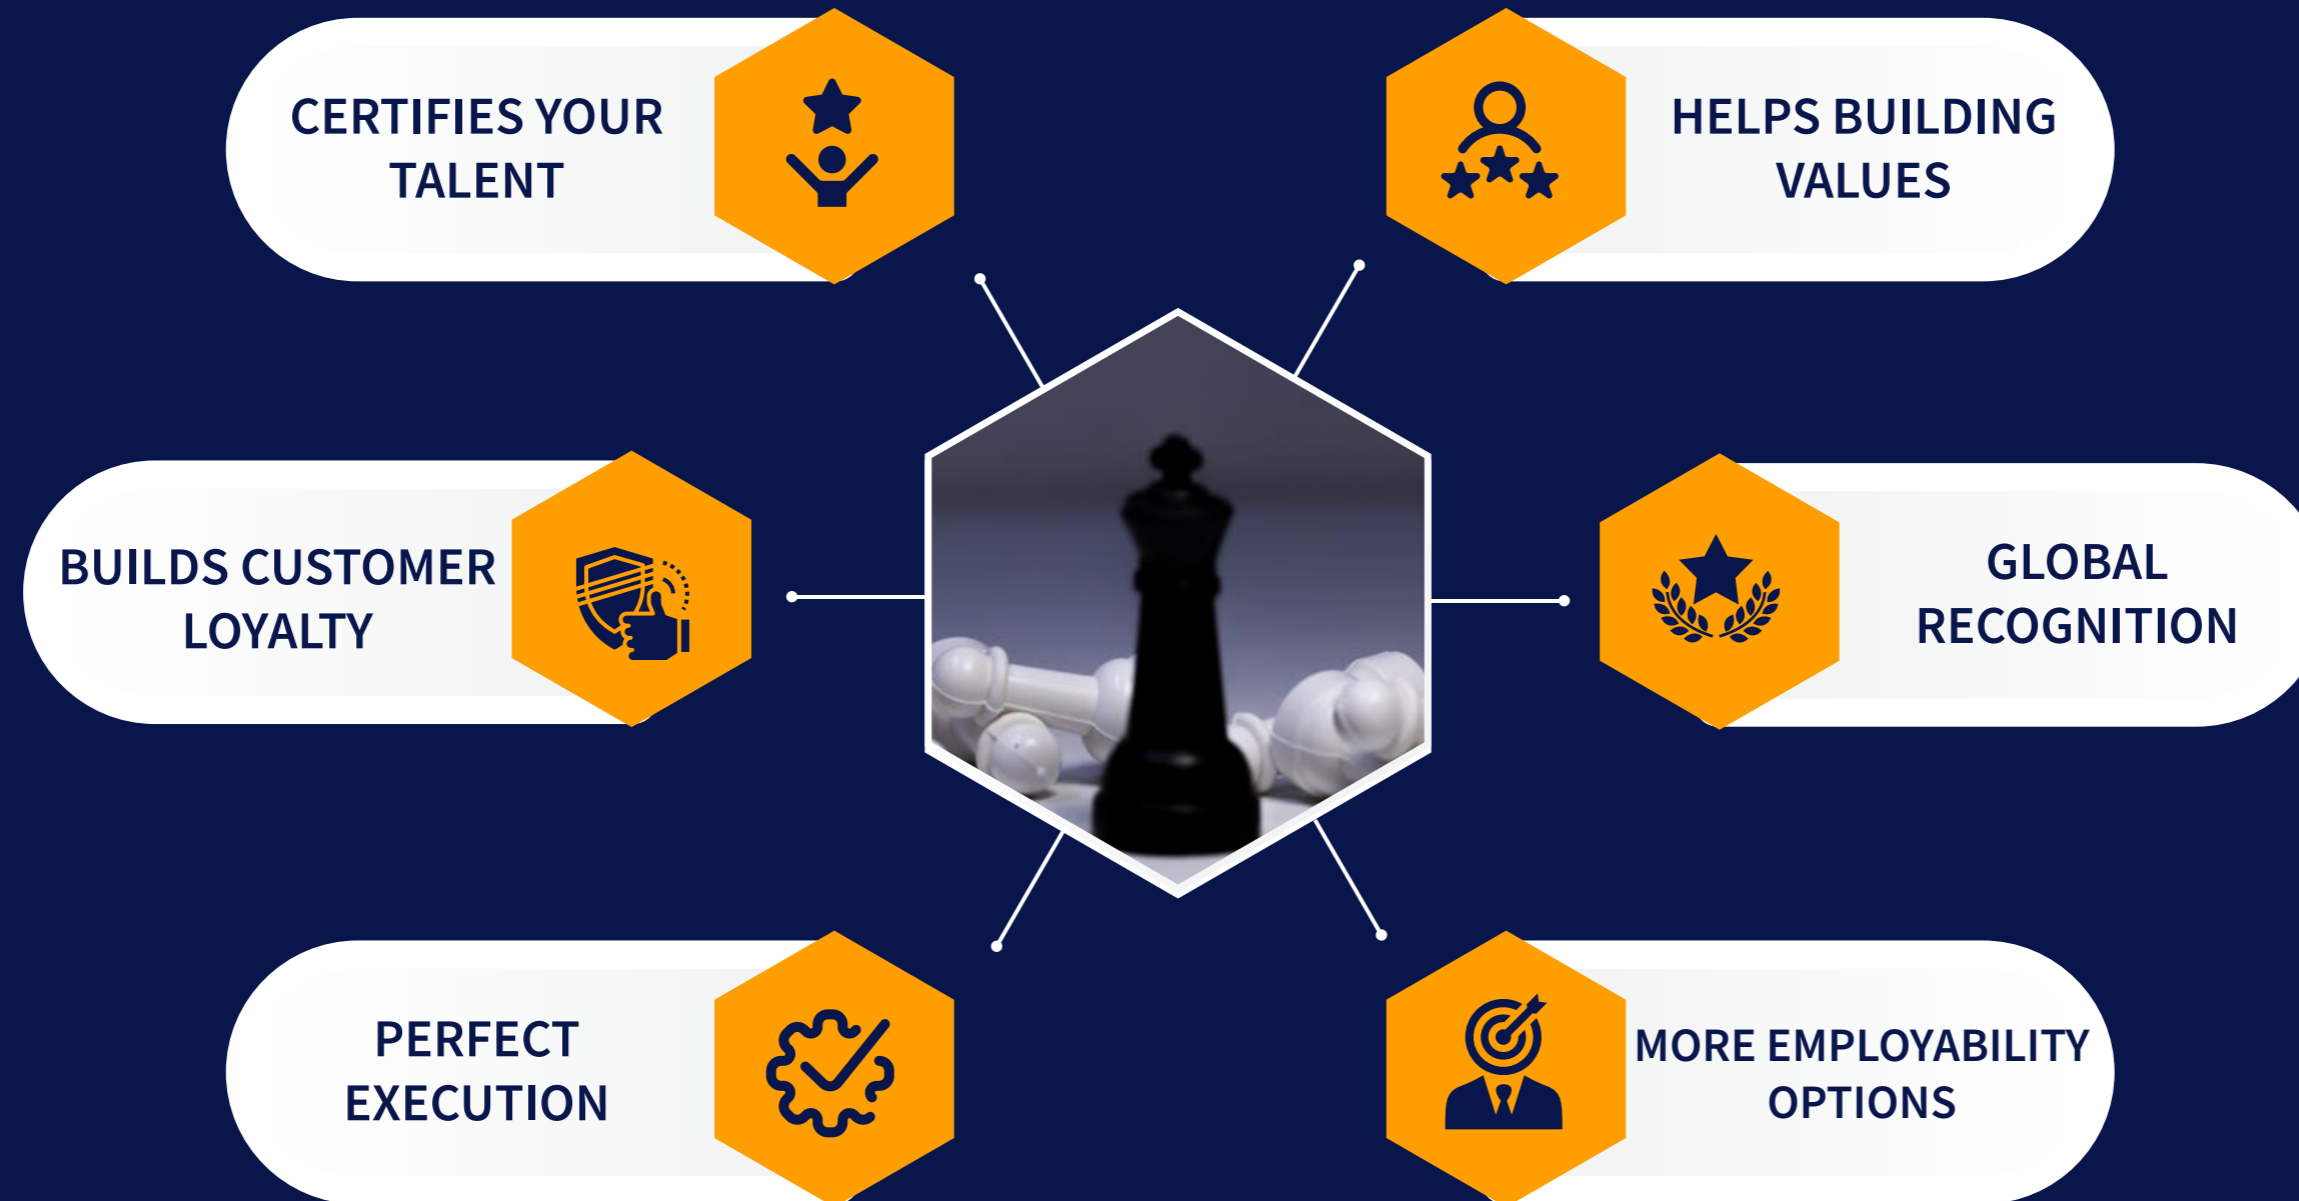 CERTIFIES YOUR
TALENT
HELPS BUILDING
VALUES
BUILDS CUSTOMER
LOYALTY
GLOBAL
RECOGNITION
PERFECT
EXECUTION
MORE EMPLOYABILITY
OPTIONS